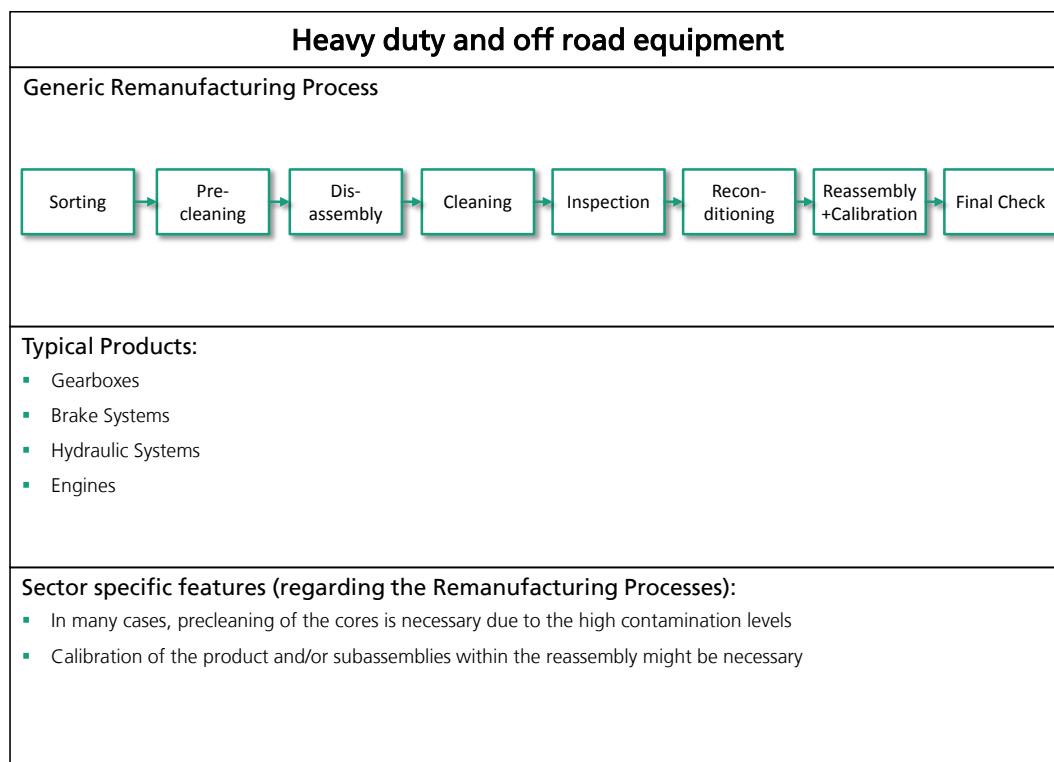 Heavy duty and off road equipment
Generic Remanufacturing Process
Sorting
Pre-
cleaning
Dis-
assembly
Cleaning
Inspection
Recon-
ditioning
Reassembly
+Calibration
Final Check
Typical Products:
Gearboxes
Brake Systems
Hydraulic Systems
Engines
Sector specific features (regarding the Remanufacturing Processes):
In many cases, precleaning of the cores is necessary due to the high contamination levels
Calibration of the product and/or subassemblies within the reassembly might be necessary